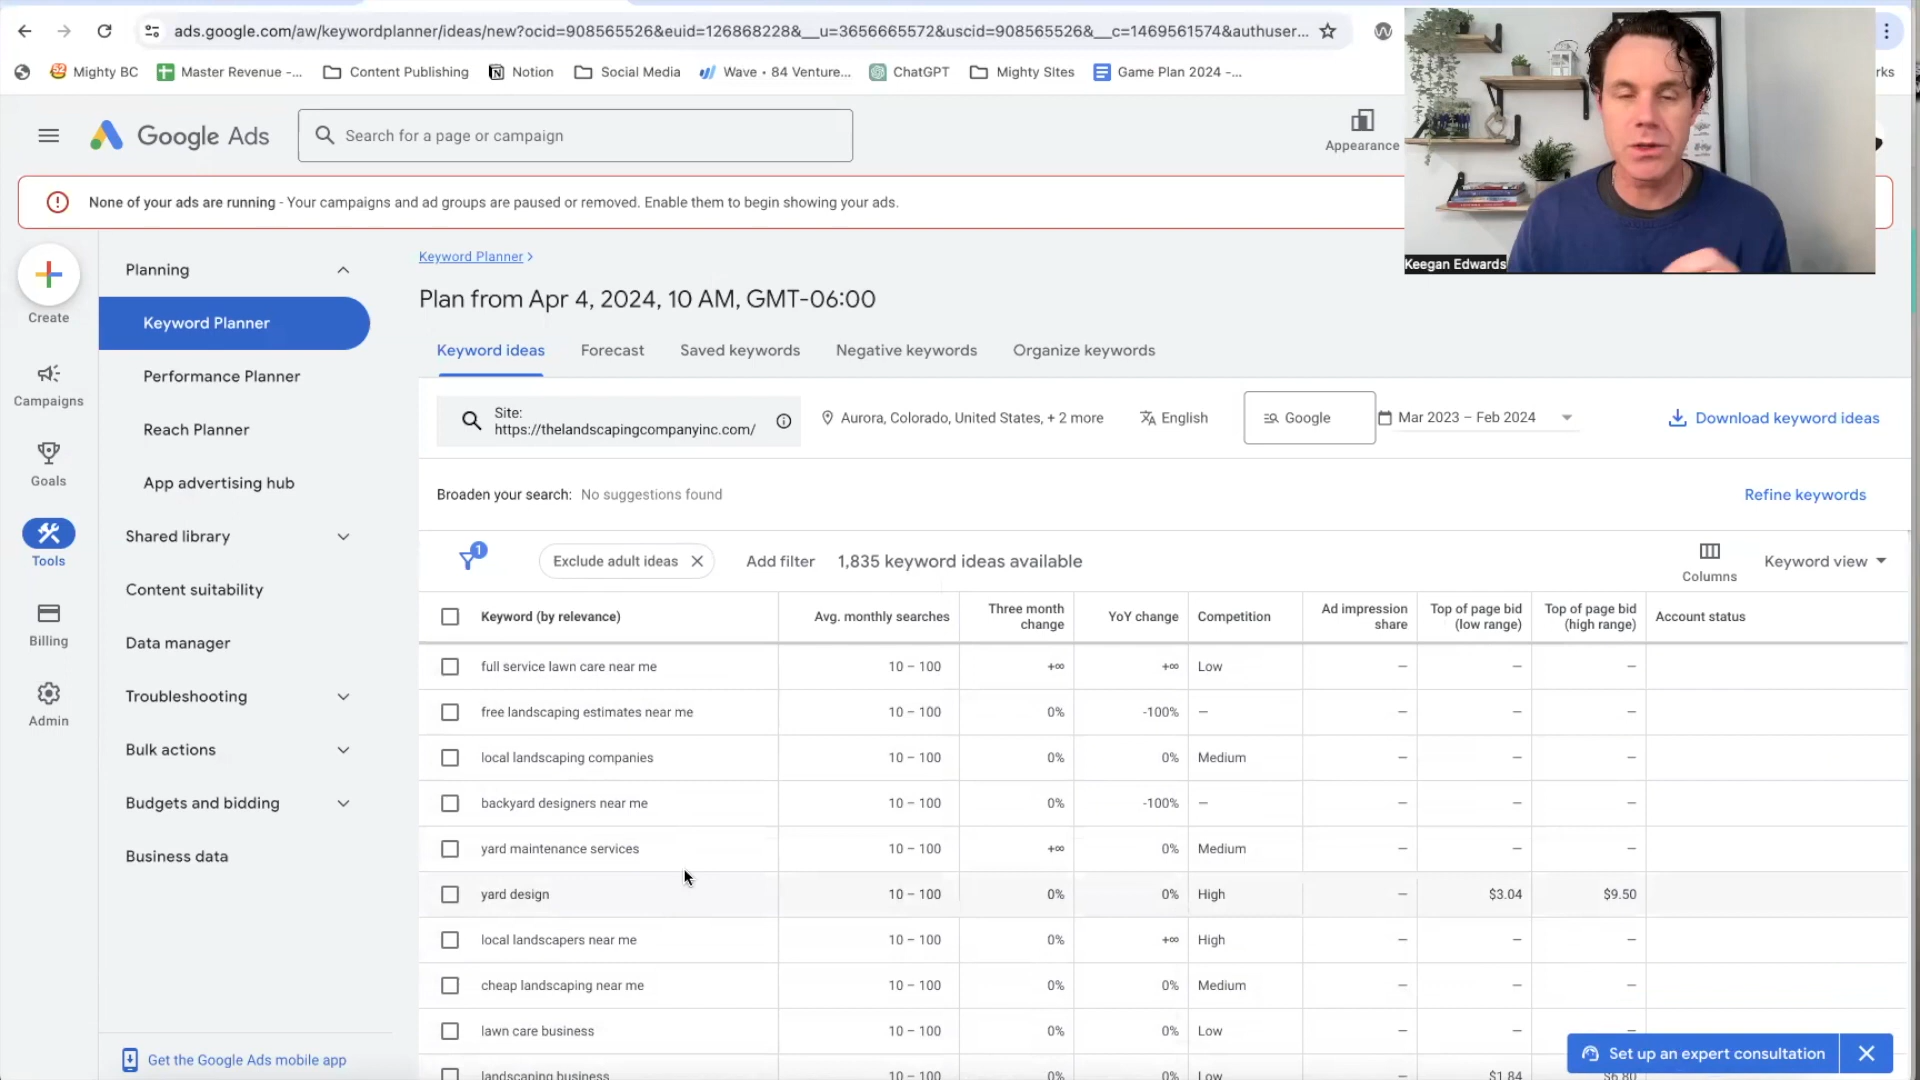 ads.google.com/aw/keywordplanner/ideas/new?ocid=908565526&euid=126868228&__u=3656665572&uscid=908565526&__c=1469561574&authuser...
Mighty BC
Master Revenue -...
Content Publishing
Notion
Social Media
Wave • 84 Venture...
ChatGPT
Mighty SItes
Game Plan 2024 -...
Google Ads
Search for a page or campaign
Appearance
None of your ads are running - Your campaigns and ad groups are paused or removed. Enable them to begin showing your ads.
Keegan Edwards
Create
Campaigns
Goals
Tools
Billing
Admin
Planning
Keyword Planner
Performance Planner
Reach Planner
App advertising hub
Shared library
Content suitability
Data manager
Troubleshooting
Bulk actions
Budgets and bidding
Business data
Get the Google Ads mobile app
Keyword Planner >
Plan from Apr 4, 2024, 10 AM, GMT-06:00
Keyword ideas Forecast Saved keywords Negative keywords Organize keywords
Site:
https://thelandscapingcompanyinc.com/
Aurora, Colorado, United States, + 2 more
English
Google
Mar 2023 – Feb 2024
Download keyword ideas
Broaden your search: No suggestions found
Refine keywords
1
Exclude adult ideas
Add filter
1,835 keyword ideas available
Columns
Keyword view
Keyword (by relevance) Avg. monthly searches Three month change YoY change Competition Ad impression share Top of page bid (low range) Top of page bid (high range) Account status
full service lawn care near me 10 – 100 +∞ +∞ Low – – –
free landscaping estimates near me 10 – 100 0% -100% – – – –
local landscaping companies 10 – 100 0% 0% Medium – – –
backyard designers near me 10 – 100 0% -100% – – – –
yard maintenance services 10 – 100 +∞ 0% Medium – – –
yard design 10 – 100 0% 0% High – $3.04 $9.50
local landscapers near me 10 – 100 0% +∞ High – – –
cheap landscaping near me 10 – 100 0% 0% Medium – – –
lawn care business 10 – 100 0% 0% Low – – –
landscaping business 10 – 100 0% 0% Low – $1.84 $6.80
Set up an expert consultation